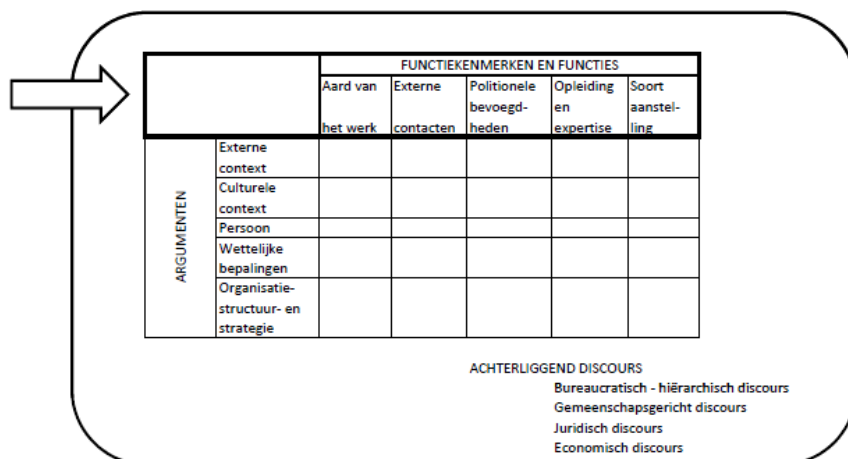 FUNCTIEKENMERKEN EN FUNCTIES
Aard van
het werk
Externe
contacten
Politionele
bevoegd-
heden
Opleiding
en
expertise
Soort
aanstel-
ling
ARGUMENTEN
Externe
context
Culturele
context
Persoon
Wettelijke
bepalingen
Organisatie-
structuur- en
strategie
ACHTERLIGGEND DISCOURS
Bureaucratisch - hiërarchisch discours
Gemeenschapsgericht discours
Juridisch discours
Economisch discours